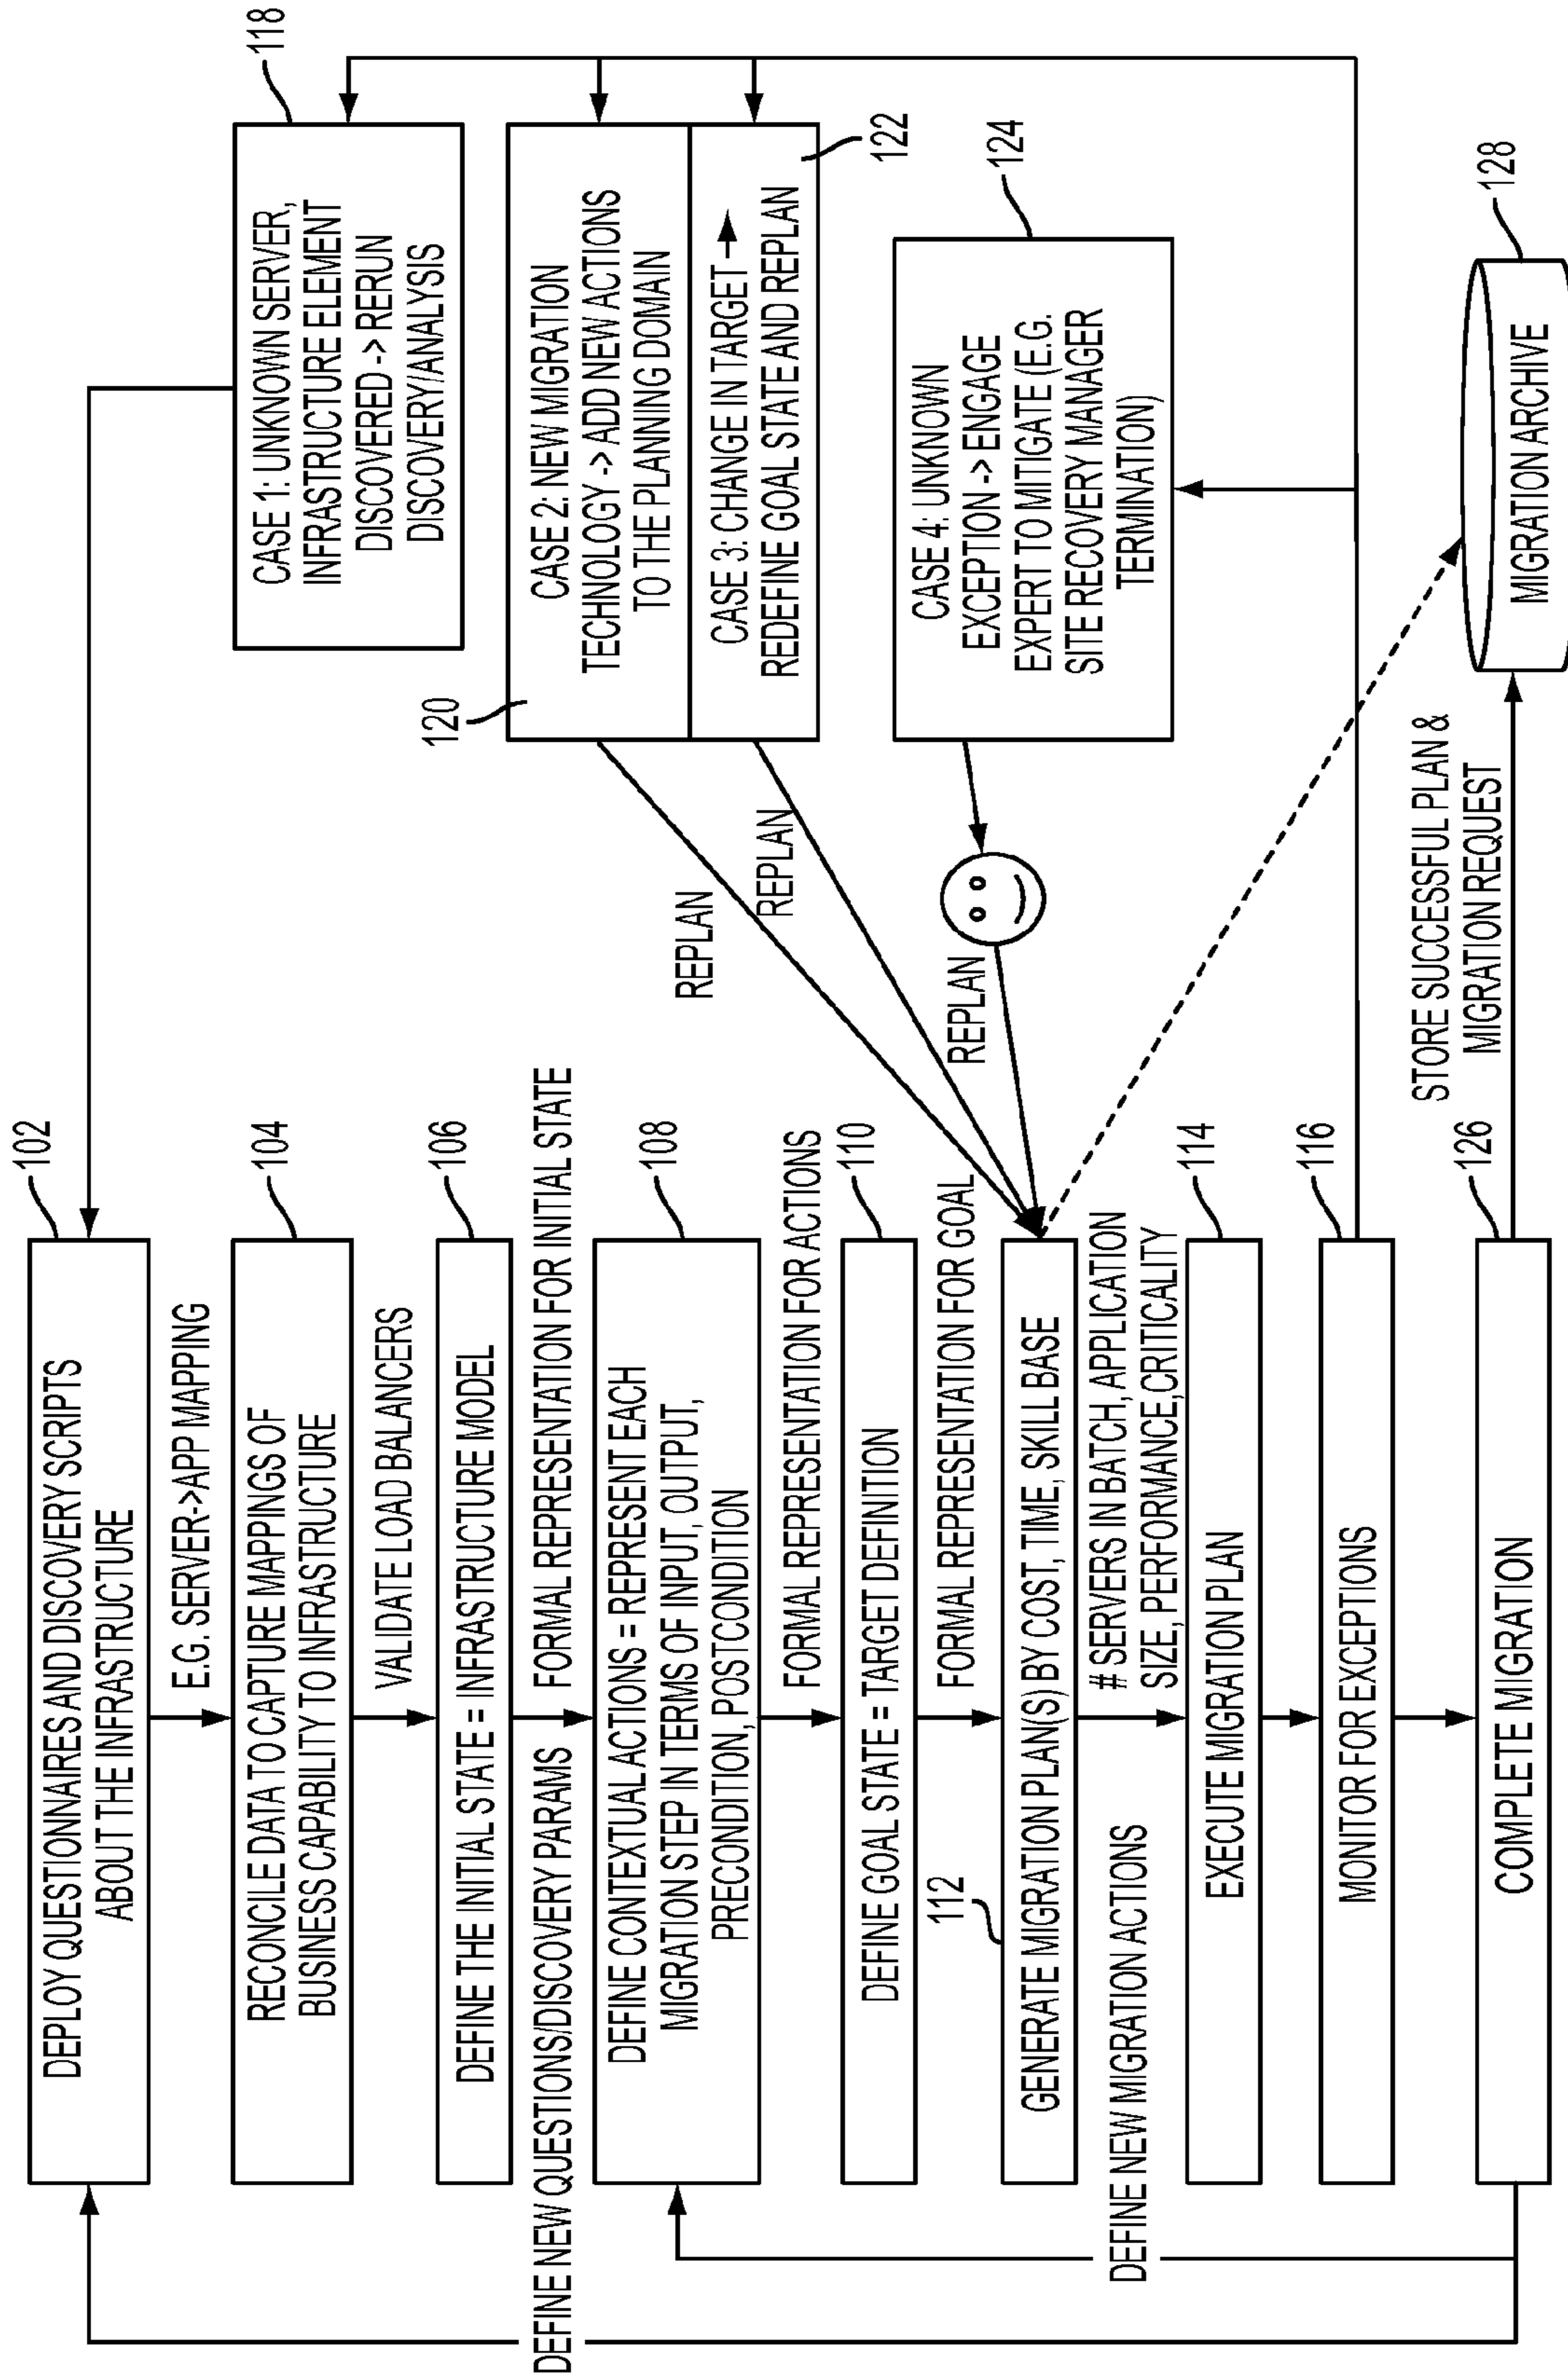 DEPLOY QUESTIONNAIRES AND DISCOVERY SCRIPTS
ABOUT THE INFRASTRUCTURE
102
E.G. SERVER->APP MAPPING
RECONCILE DATA TO CAPTURE MAPPINGS OF
BUSINESS CAPABILITY TO INFRASTRUCTURE
104
VALIDATE LOAD BALANCERS
DEFINE THE INITIAL STATE = INFRASTRUCTURE MODEL
106
DEFINE NEW QUESTIONS/DISCOVERY PARAMS
FORMAL REPRESENTATION FOR INITIAL STATE
DEFINE CONTEXTUAL ACTIONS = REPRESENT EACH
MIGRATION STEP IN TERMS OF INPUT, OUTPUT,
PRECONDITION, POSTCONDITION
108
FORMAL REPRESENTATION FOR ACTIONS
DEFINE GOAL STATE = TARGET DEFINITION
110
FORMAL REPRESENTATION FOR GOAL
112
GENERATE MIGRATION PLAN(S) BY COST, TIME, SKILL BASE
DEFINE NEW MIGRATION ACTIONS
# SERVERS IN BATCH, APPLICATION
SIZE, PERFORMANCE,CRITICALITY
EXECUTE MIGRATION PLAN
114
MONITOR FOR EXCEPTIONS
116
COMPLETE MIGRATION
126
CASE 1: UNKNOWN SERVER,
INFRASTRUCTURE ELEMENT
DISCOVERED -> RERUN
DISCOVERY/ANALYSIS
118
120
CASE 2: NEW MIGRATION
TECHNOLOGY -> ADD NEW ACTIONS
TO THE PLANNING DOMAIN
CASE 3: CHANGE IN TARGET →
REDEFINE GOAL STATE AND REPLAN
122
REPLAN
REPLAN
CASE 4: UNKNOWN
EXCEPTION -> ENGAGE
EXPERT TO MITIGATE (E.G.
SITE RECOVERY MANAGER
TERMINATION)
124
REPLAN
STORE SUCCESSFUL PLAN &
MIGRATION REQUEST
MIGRATION ARCHIVE
128